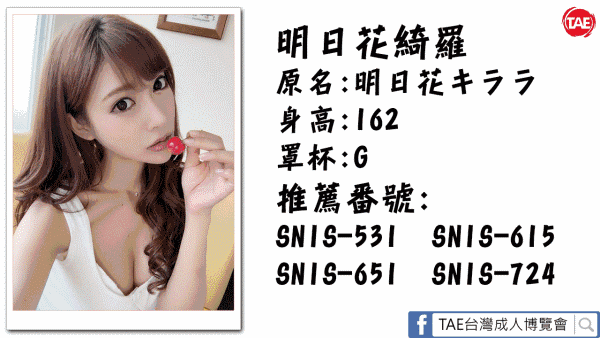 TAE
明日花綺羅
原名:明日花キララ
身高:162
罩杯:G
推薦番號:
SNIS-531 SNIS-615
SNIS-651 SNIS-724
f TAE台灣成人博覽會